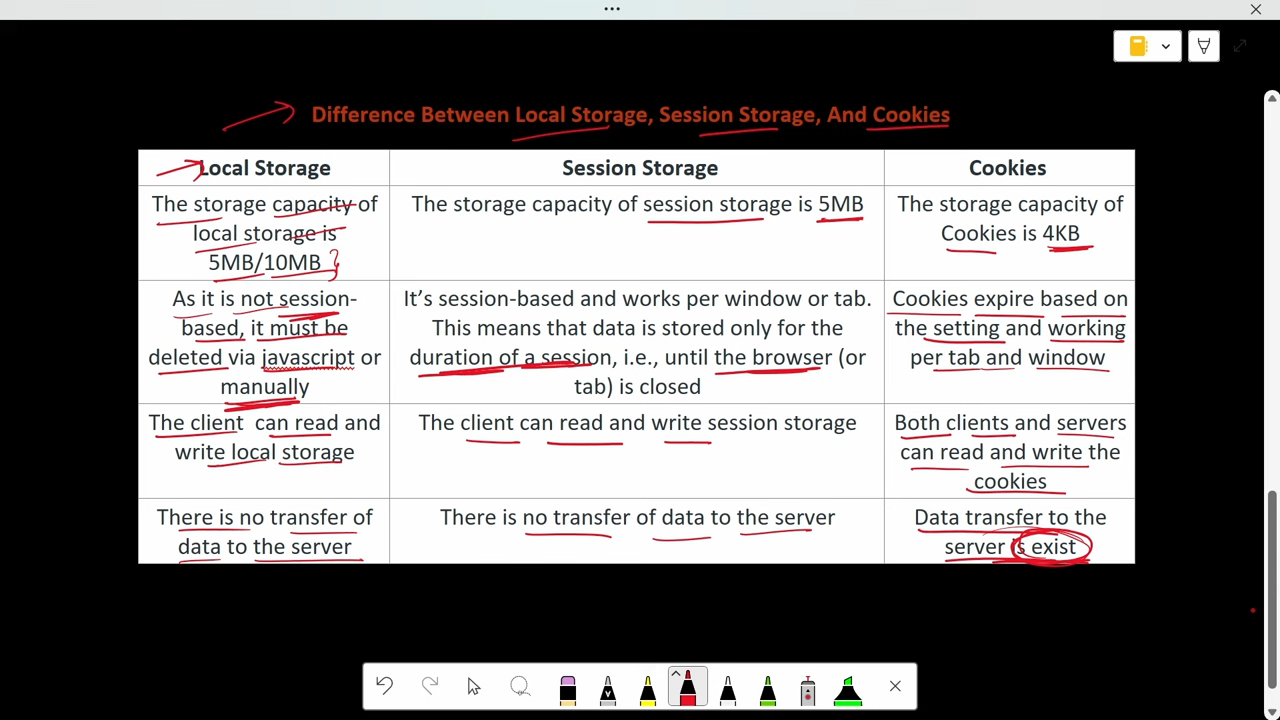 Difference Between Local Storage, Session Storage, And Cookies
Local Storage
Session Storage
Cookies
The storage capacity of
local storage is
5MB/10MB
The storage capacity of session storage is 5MB
The storage capacity of
Cookies is 4KB
As it is not session-
based, it must be
deleted via javascript or
manually
It’s session-based and works per window or tab.
This means that data is stored only for the
duration of a session, i.e., until the browser (or
tab) is closed
Cookies expire based on
the setting and working
per tab and window
The client can read and
write local storage
The client can read and write session storage
Both clients and servers
can read and write the
cookies
There is no transfer of
data to the server
There is no transfer of data to the server
Data transfer to the
server is exist